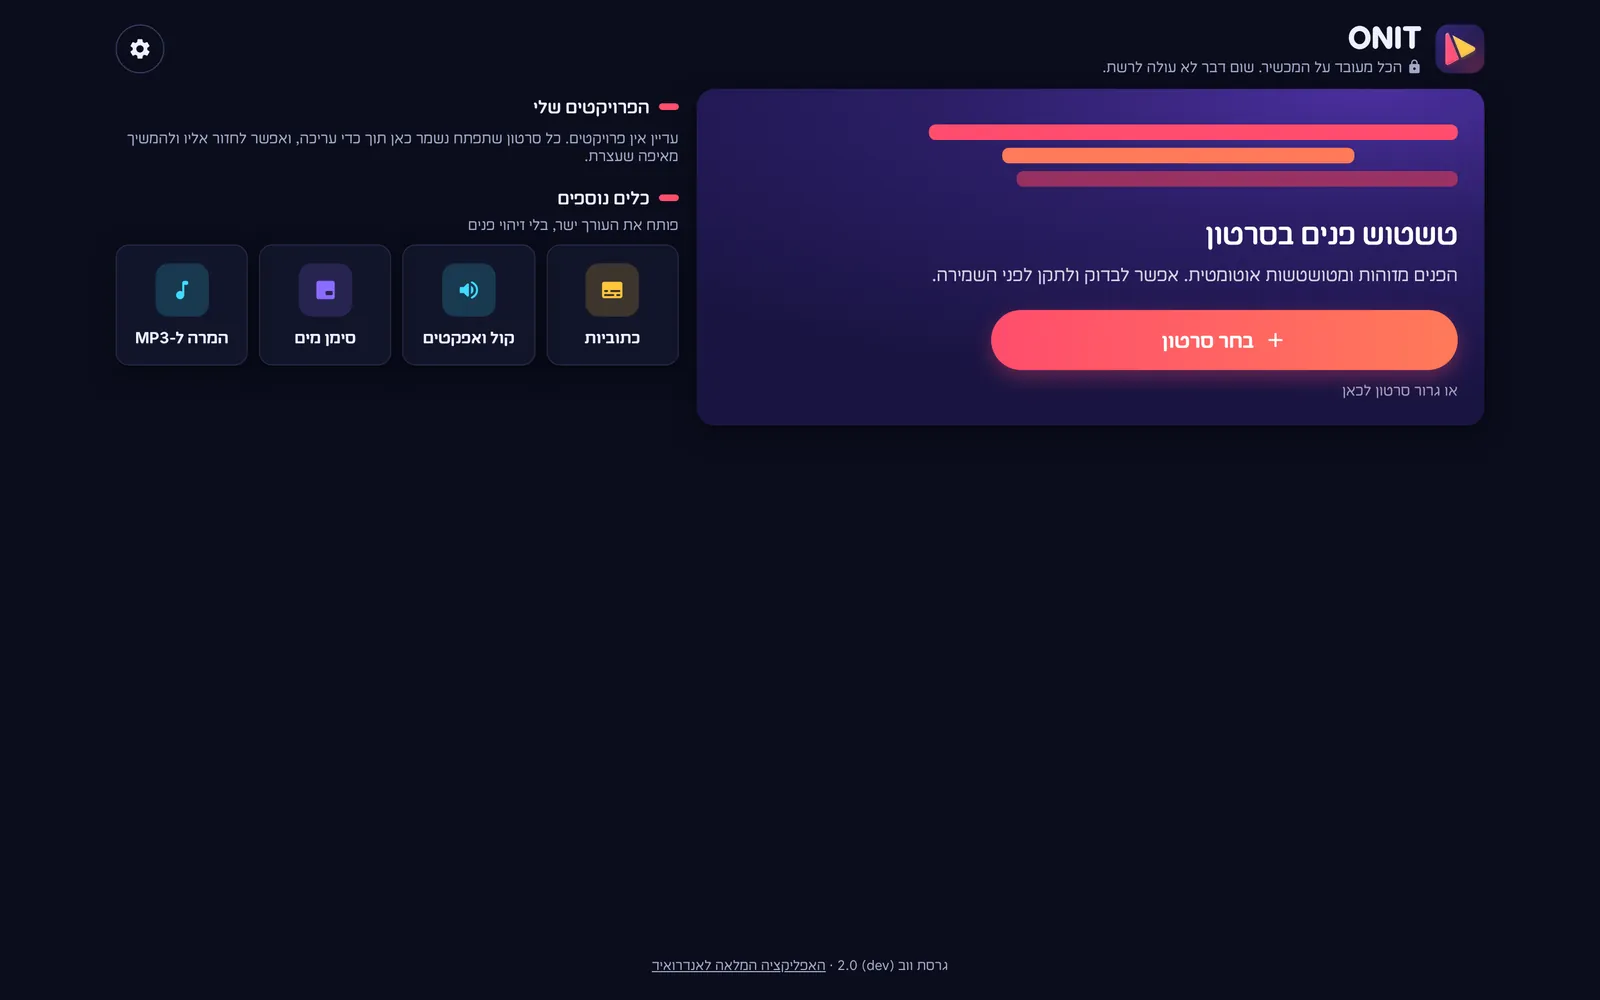 ONIT
הכל מעובד על המכשיר. שום דבר לא עולה לרשת.
טשטוש פנים בסרטון
הפנים מזוהות ומטושטשות אוטומטית. אפשר לבדוק ולתקן לפני השמירה.
+ בחר סרטון
או גרור סרטון לכאן
הפרויקטים שלי
עדיין אין פרויקטים. כל סרטון שתפתח נשמר כאן תוך כדי עריכה, ואפשר לחזור אליו ולהמשיך
מאיפה שעצרת.
כלים נוספים
פותח את העורך ישר, בלי זיהוי פנים
כתוביות
קול ואפקטים
סימן מים
המרה ל-MP3
גרסת ווב 2.0 (dev) · האפליקציה המלאה לאנדרואיד